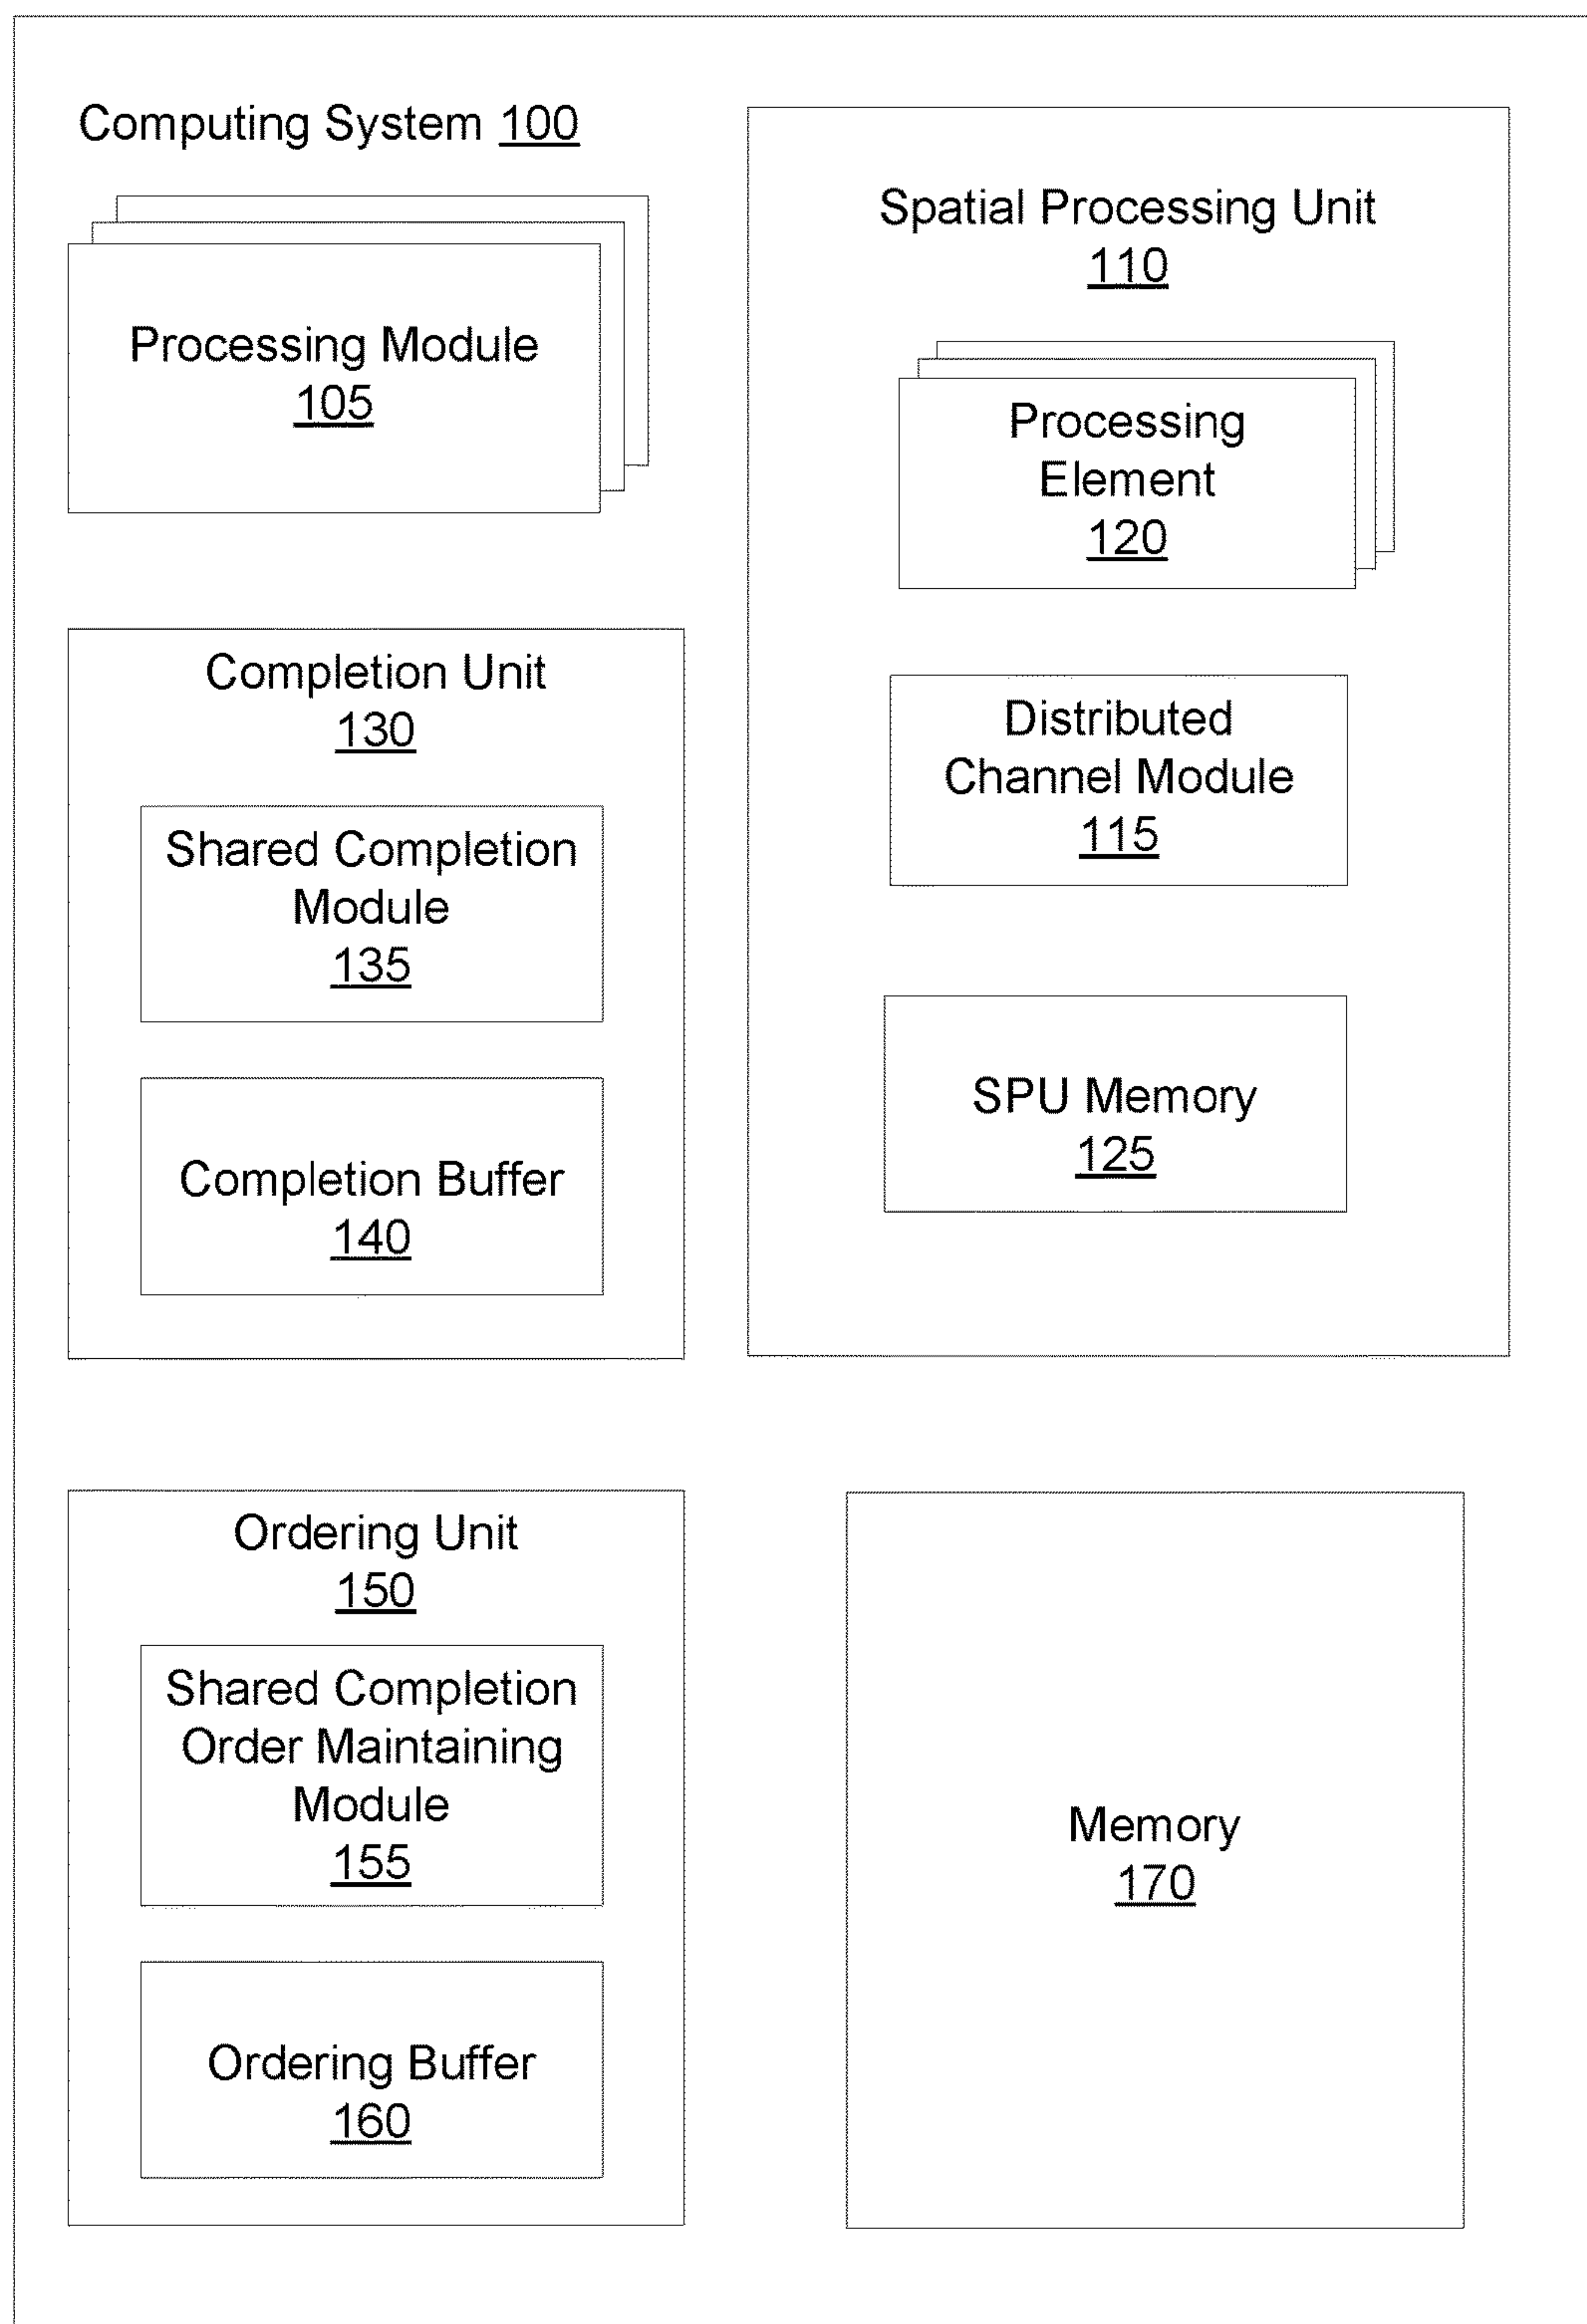 Computing System 100
Processing Module
105
Spatial Processing Unit
110
Processing
Element
120
Distributed
Channel Module
115
SPU Memory
125
Completion Unit
130
Shared Completion
Module
135
Completion Buffer
140
Ordering Unit
150
Shared Completion
Order Maintaining
Module
155
Ordering Buffer
160
Memory
170